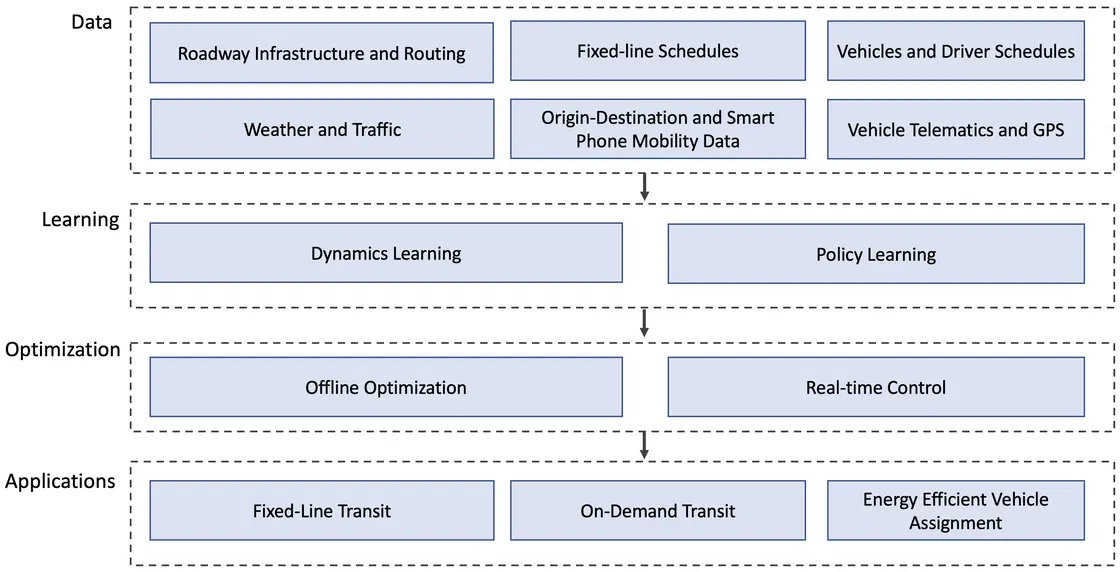 Data
Roadway Infrastructure and Routing
Fixed-line Schedules
Vehicles and Driver Schedules
Weather and Traffic
Origin-Destination and Smart
Phone Mobility Data
Vehicle Telematics and GPS
Learning
Dynamics Learning
Policy Learning
Optimization
Offline Optimization
Real-time Control
Applications
Fixed-Line Transit
On-Demand Transit
Energy Efficient Vehicle
Assignment